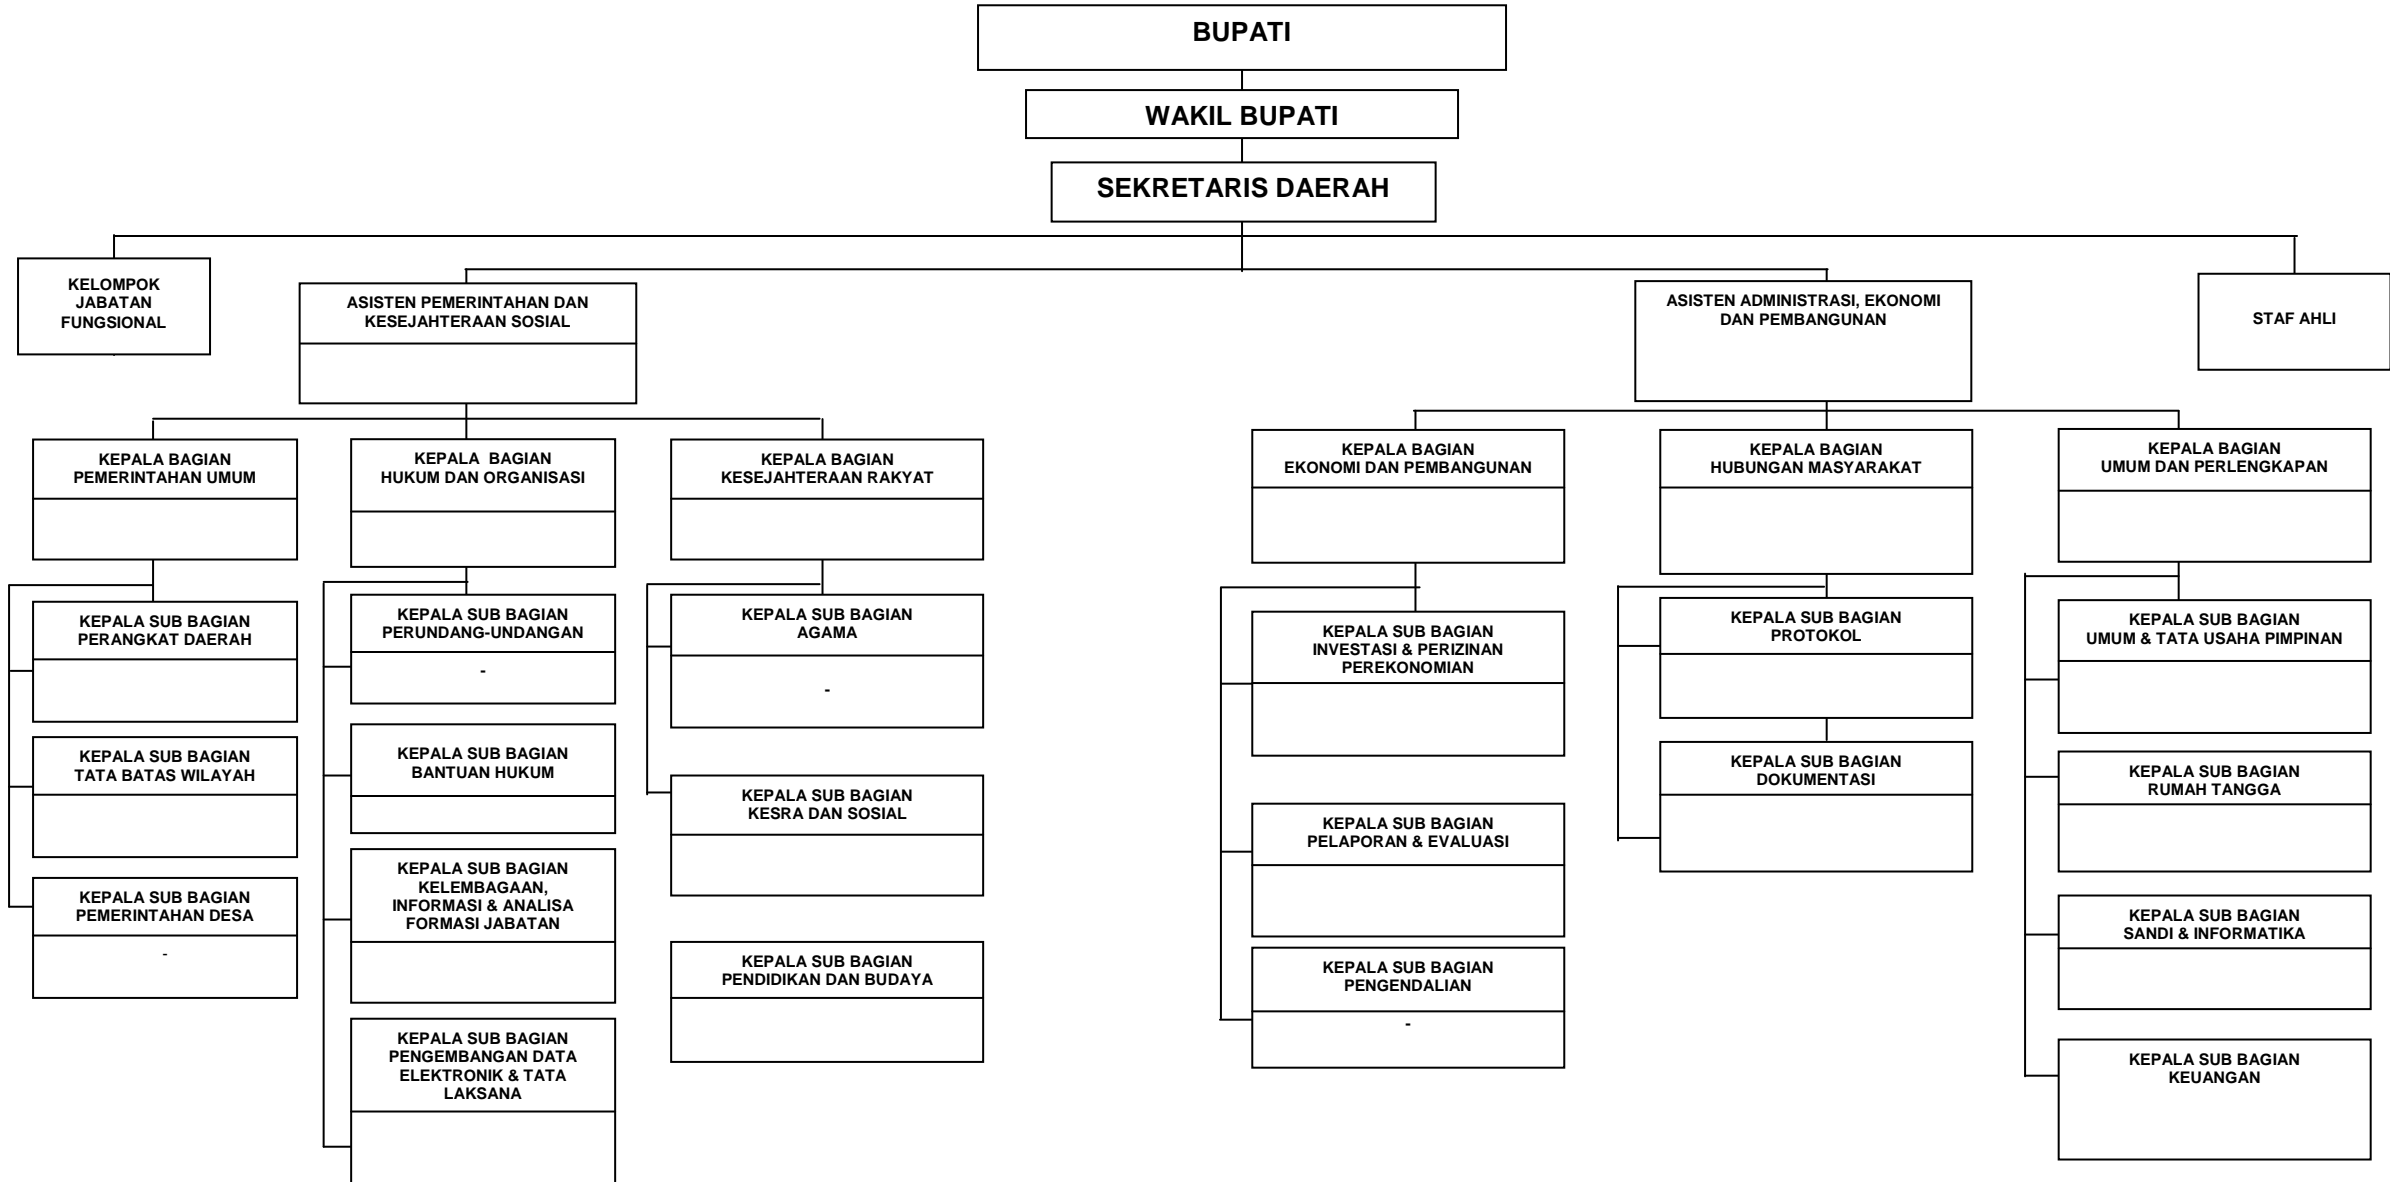 BUPATI
WAKIL BUPATI
SEKRETARIS DAERAH
KELOMPOK
JABATAN
FUNGSIONAL
ASISTEN PEMERINTAHAN DAN
KESEJAHTERAAN SOSIAL
ASISTEN ADMINISTRASI, EKONOMI
DAN PEMBANGUNAN
STAF AHLI
KEPALA BAGIAN
PEMERINTAHAN UMUM
KEPALA BAGIAN
HUKUM DAN ORGANISASI
KEPALA BAGIAN
KESEJAHTERAAN RAKYAT
KEPALA BAGIAN
EKONOMI DAN PEMBANGUNAN
KEPALA BAGIAN
HUBUNGAN MASYARAKAT
KEPALA BAGIAN
UMUM DAN PERLENGKAPAN
KEPALA SUB BAGIAN
PERANGKAT DAERAH
KEPALA SUB BAGIAN
TATA BATAS WILAYAH
KEPALA SUB BAGIAN
PEMERINTAHAN DESA
-
KEPALA SUB BAGIAN
PERUNDANG-UNDANGAN
-
KEPALA SUB BAGIAN
BANTUAN HUKUM
KEPALA SUB BAGIAN
KELEMBAGAAN,
INFORMASI & ANALISA
FORMASI JABATAN
KEPALA SUB BAGIAN
PENGEMBANGAN DATA
ELEKTRONIK & TATA
LAKSANA
KEPALA SUB BAGIAN
AGAMA
-
KEPALA SUB BAGIAN
KESRA DAN SOSIAL
KEPALA SUB BAGIAN
PENDIDIKAN DAN BUDAYA
KEPALA SUB BAGIAN
INVESTASI & PERIZINAN
PEREKONOMIAN
KEPALA SUB BAGIAN
PELAPORAN & EVALUASI
KEPALA SUB BAGIAN
PENGENDALIAN
-
KEPALA SUB BAGIAN
PROTOKOL
KEPALA SUB BAGIAN
DOKUMENTASI
KEPALA SUB BAGIAN
UMUM & TATA USAHA PIMPINAN
KEPALA SUB BAGIAN
RUMAH TANGGA
KEPALA SUB BAGIAN
SANDI & INFORMATIKA
KEPALA SUB BAGIAN
KEUANGAN